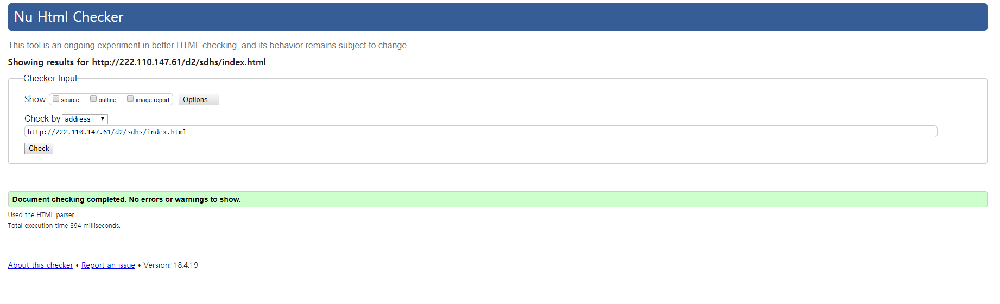 Nu Html Checker
This tool is an ongoing experiment in better HTML checking, and its behavior remains subject to change
Showing results for http://222.110.147.61/d2/sdhs/index.html
Checker Input
Show source outline image report Options...
Check by address
http://222.110.147.61/d2/sdhs/index.html
Check
Document checking completed. No errors or warnings to show.
Used the HTML parser.
Total execution time 394 milliseconds.
About this checker • Report an issue • Version: 18.4.19